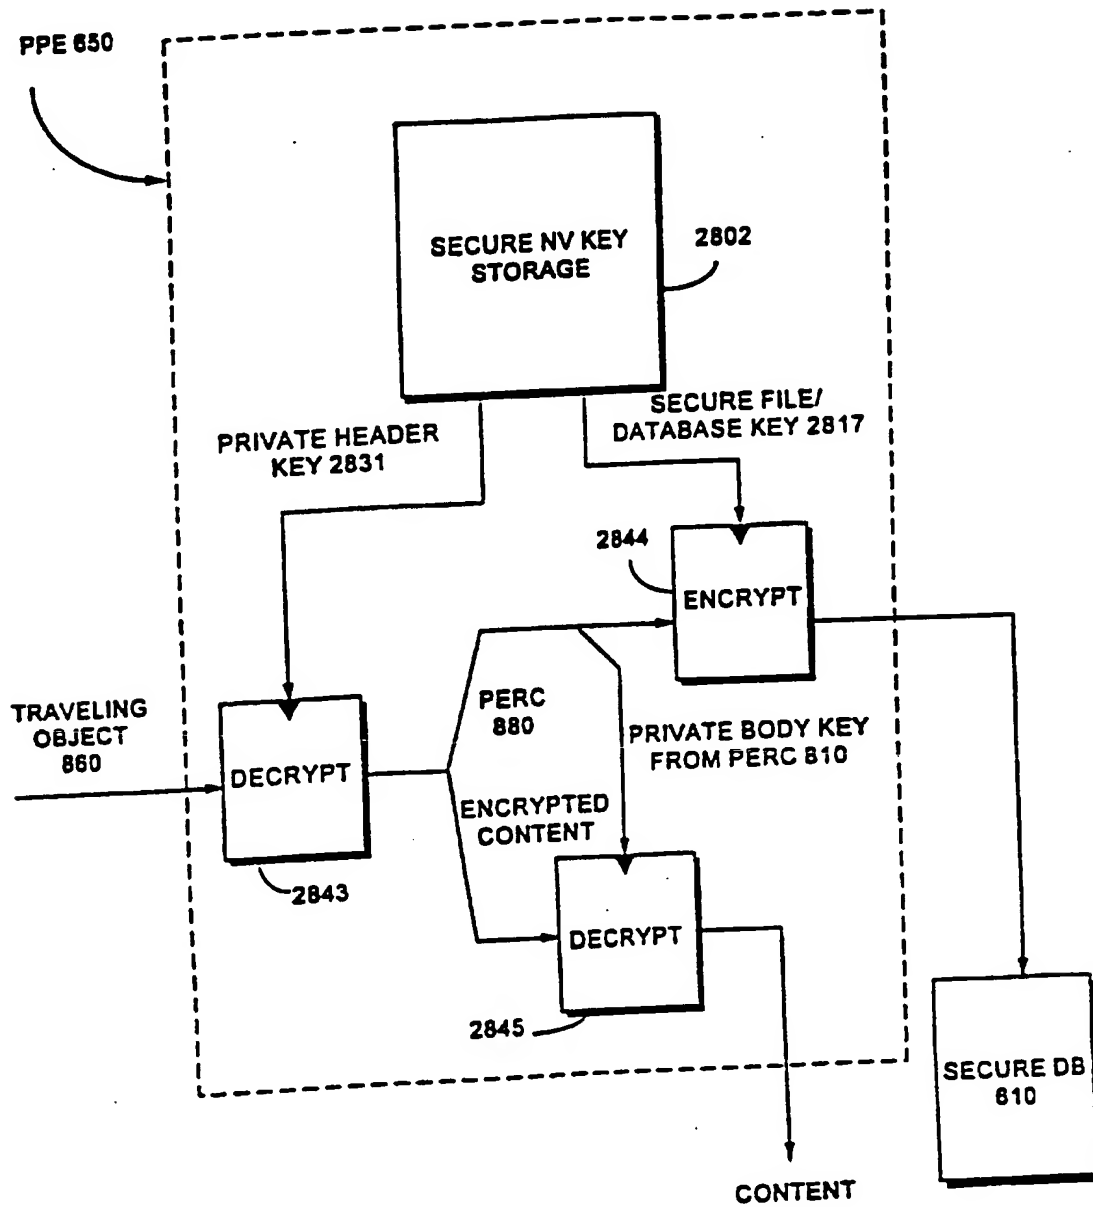 PPE 650
SECURE NV KEY
STORAGE
2802
PRIVATE HEADER
KEY 2831
SECURE FILE/
DATABASE KEY 2817
2844
ENCRYPT
TRAVELING
OBJECT
860
DECRYPT
2843
PERC
880
PRIVATE BODY KEY
FROM PERC 810
ENCRYPTED
CONTENT
DECRYPT
2845
SECURE DB
610
CONTENT